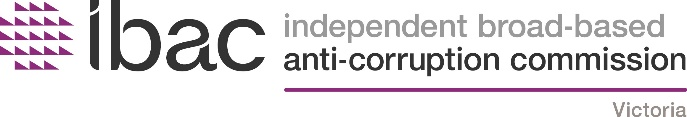 ibac
independent broad-based
anti-corruption commission
Victoria